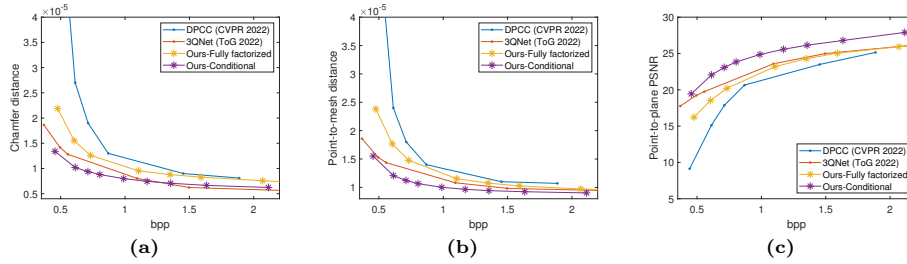 ×10⁻⁵
4
3.5
3
2.5
2
1.5
1
0.5
Chamfer distance
DPCC (CVPR 2022)
3QNet (ToG 2022)
Ours-Fully factorized
Ours-Conditional
0.5 1 1.5 2
bpp
(a)
×10⁻⁵
4
3.5
3
2.5
2
1.5
1
Point-to-mesh distance
DPCC (CVPR 2022)
3QNet (ToG 2022)
Ours-Fully factorized
Ours-Conditional
0.5 1 1.5 2
bpp
(b)
30
25
20
15
10
5
Point-to-plane PSNR
DPCC (CVPR 2022)
3QNet (ToG 2022)
Ours-Fully factorized
Ours-Conditional
0.5 1 1.5 2
bpp
(c)